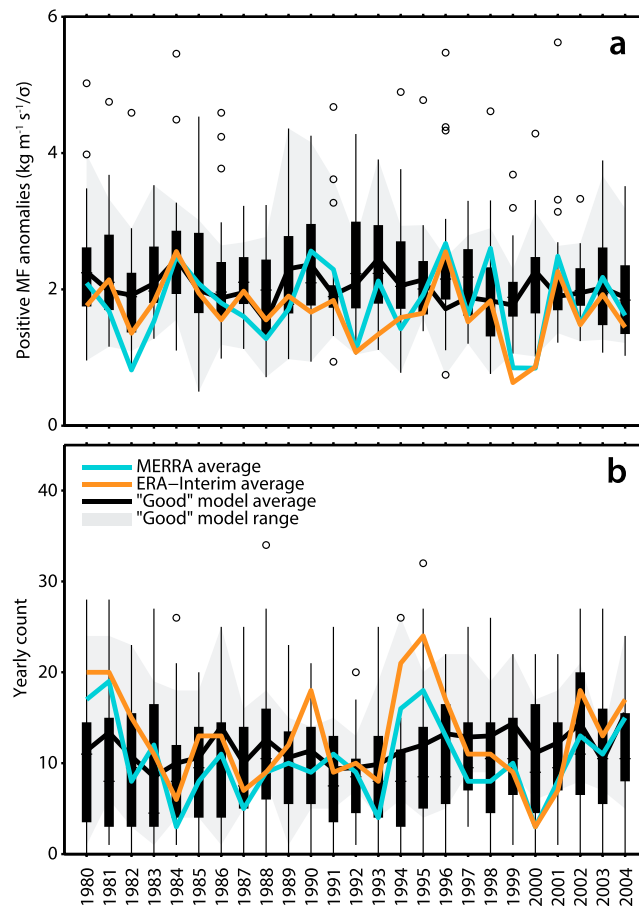 6
a
4
2
0
Positive MF anomalies (kg m⁻¹ s⁻¹/σ)
b
MERRA average
ERA−Interim average
"Good" model average
"Good" model range
40
30
20
10
0
Yearly count
1980 1981 1982 1983 1984 1985 1986 1987 1988 1989 1990 1991 1992 1993 1994 1995 1996 1997 1998 1999 2000 2001 2002 2003 2004